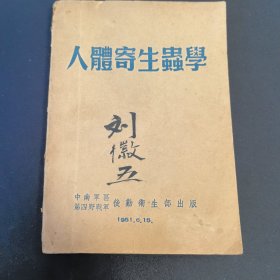 人體寄生蟲學
刘
徽
五
中南軍區
第四野戰軍
後勤衛生部出版
1951.6.15.